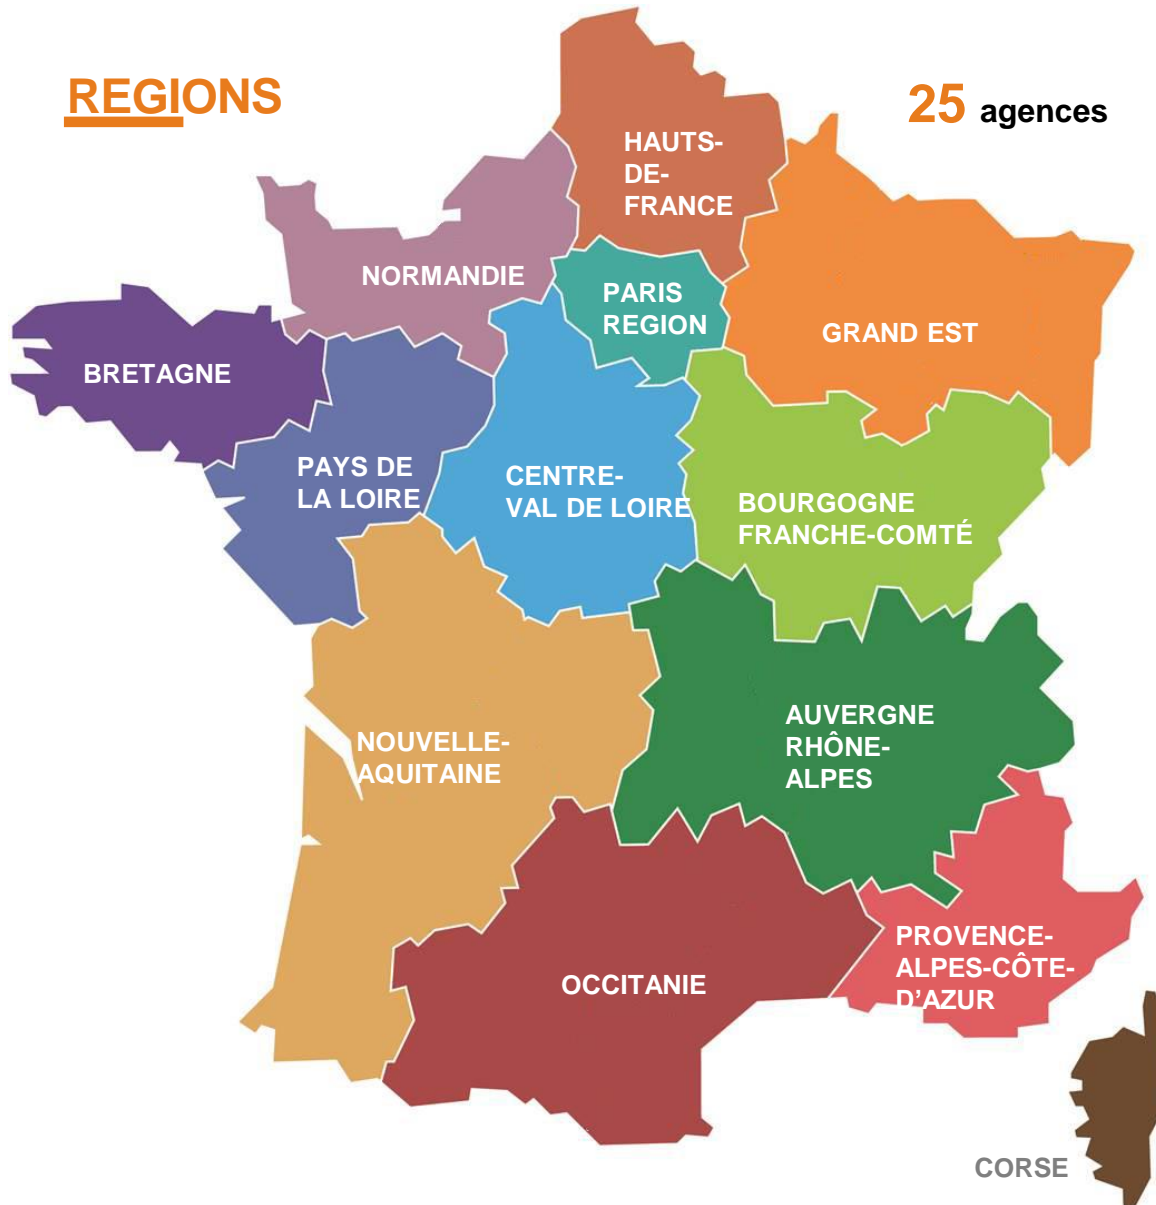 REGIONS
25 agences
HAUTS-
DE-
FRANCE
NORMANDIE
PARIS
REGION
GRAND EST
BRETAGNE
PAYS DE
LA LOIRE
CENTRE-
VAL DE LOIRE
BOURGOGNE
FRANCHE-COMTÉ
NOUVELLE-
AQUITAINE
AUVERGNE
RHÔNE-
ALPES
OCCITANIE
PROVENCE-
ALPES-CÔTE-
D’AZUR
CORSE